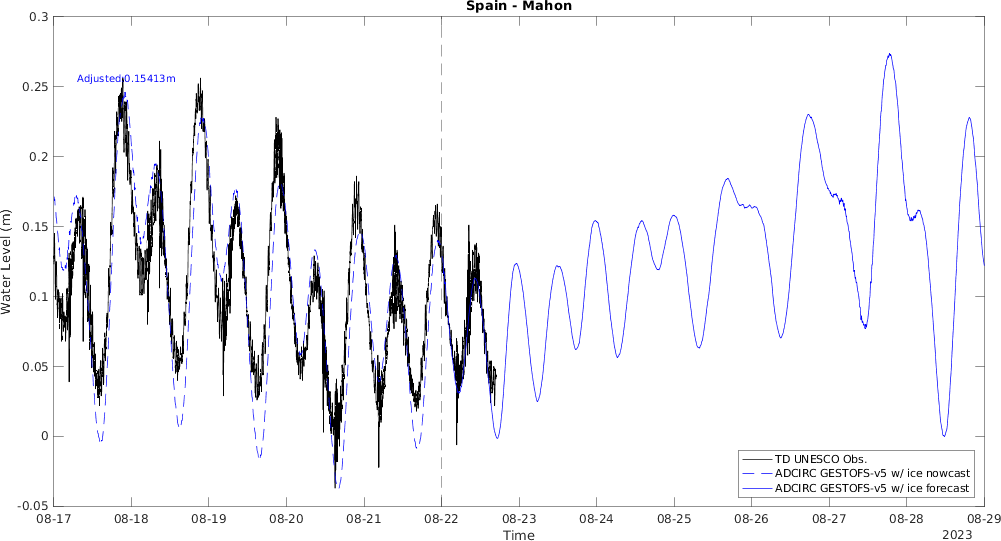 Spain - Mahon
0.3
0.25
0.2
0.15
0.1
0.05
0
-0.05
Water Level (m)
Adjusted 0.15413m
TD UNESCO Obs.
ADCIRC GESTOFS-v5 w/ ice nowcast
ADCIRC GESTOFS-v5 w/ ice forecast
08-17 08-18 08-19 08-20 08-21 08-22 08-23 08-24 08-25 08-26 08-27 08-28 08-29
Time
2023